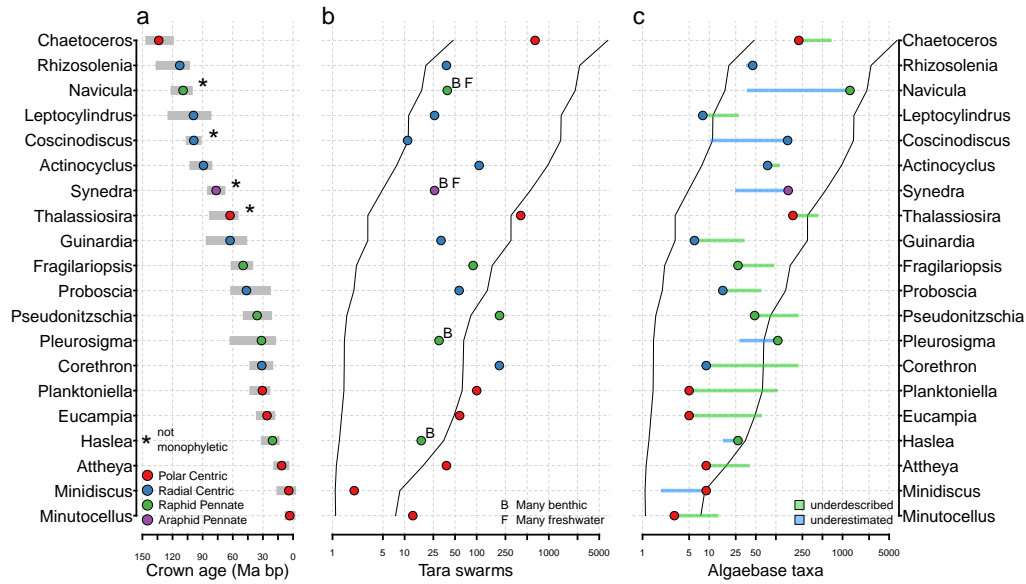 a
b
c
Chaetoceros
Rhizosolenia
Navicula
Leptocylindrus
Coscinodiscus
Actinocyclus
Synedra
Thalassiosira
Guinardia
Fragilariopsis
Proboscia
Pseudonitzschia
Pleurosigma
Corethron
Planktoniella
Eucampia
Haslea
Attheya
Minidiscus
Minutocellus
*
*
*
*
* not
monophyletic
Polar Centric
Radial Centric
Raphid Pennate
Araphid Pennate
150 120 90 60 30 0
Crown age (Ma bp)
B F
B F
B
B
B Many benthic
F Many freshwater
1 5 10 25 50 100 250 1000 5000
Tara swarms
underdescribed
underestimated
1 5 10 25 50 250 1000 5000
Algaebase taxa
Chaetoceros
Rhizosolenia
Navicula
Leptocylindrus
Coscinodiscus
Actinocyclus
Synedra
Thalassiosira
Guinardia
Fragilariopsis
Proboscia
Pseudonitzschia
Pleurosigma
Corethron
Planktoniella
Eucampia
Haslea
Attheya
Minidiscus
Minutocellus